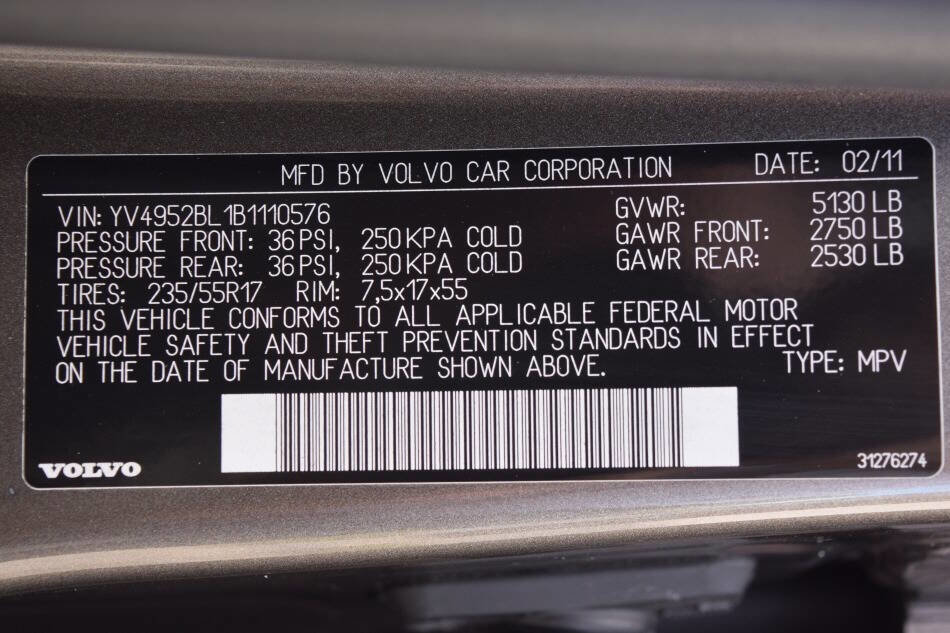 MFD BY VOLVO CAR CORPORATION DATE: 02/11
VIN: YV4952BL1B1110576 GVWR: 5130 LB
PRESSURE FRONT: 36 PSI, 250 KPA COLD GAWR FRONT: 2750 LB
PRESSURE REAR: 36 PSI, 250 KPA COLD GAWR REAR: 2530 LB
TIRES: 235/55R17 RIM: 7,5x17x55
THIS VEHICLE CONFORMS TO ALL APPLICABLE FEDERAL MOTOR
VEHICLE SAFETY AND THEFT PREVENTION STANDARDS IN EFFECT
ON THE DATE OF MANUFACTURE SHOWN ABOVE. TYPE: MPV
VOLVO 31276274